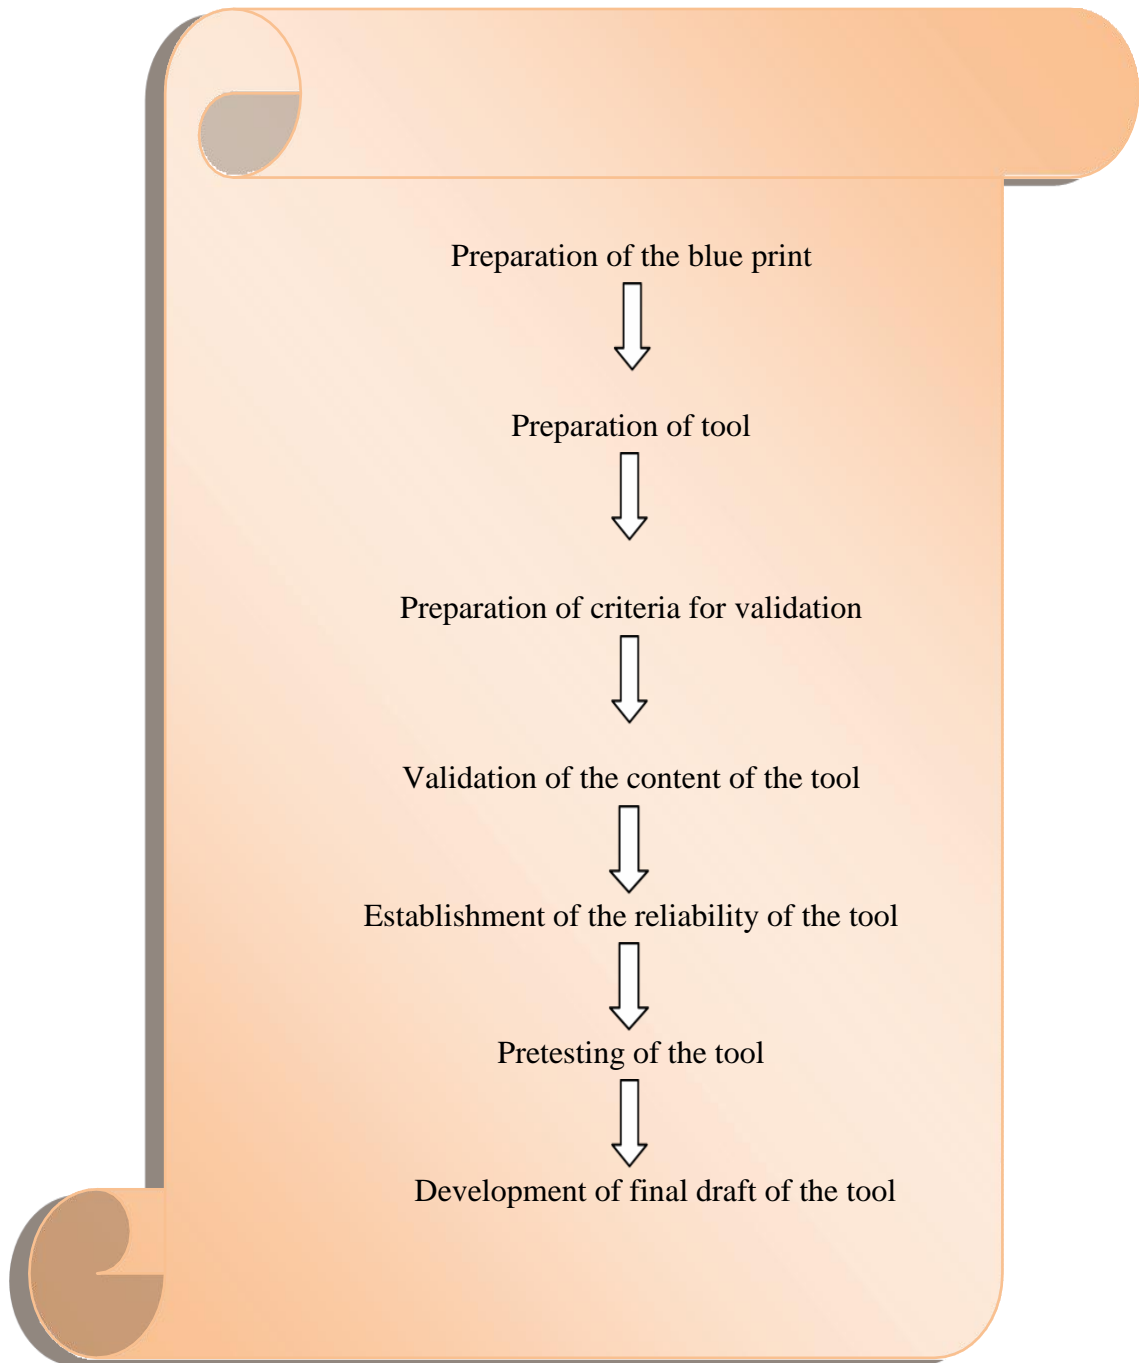 Preparation of the blue print
Preparation of tool
Preparation of criteria for validation
Validation of the content of the tool
Establishment of the reliability of the tool
Pretesting of the tool
Development of final draft of the tool